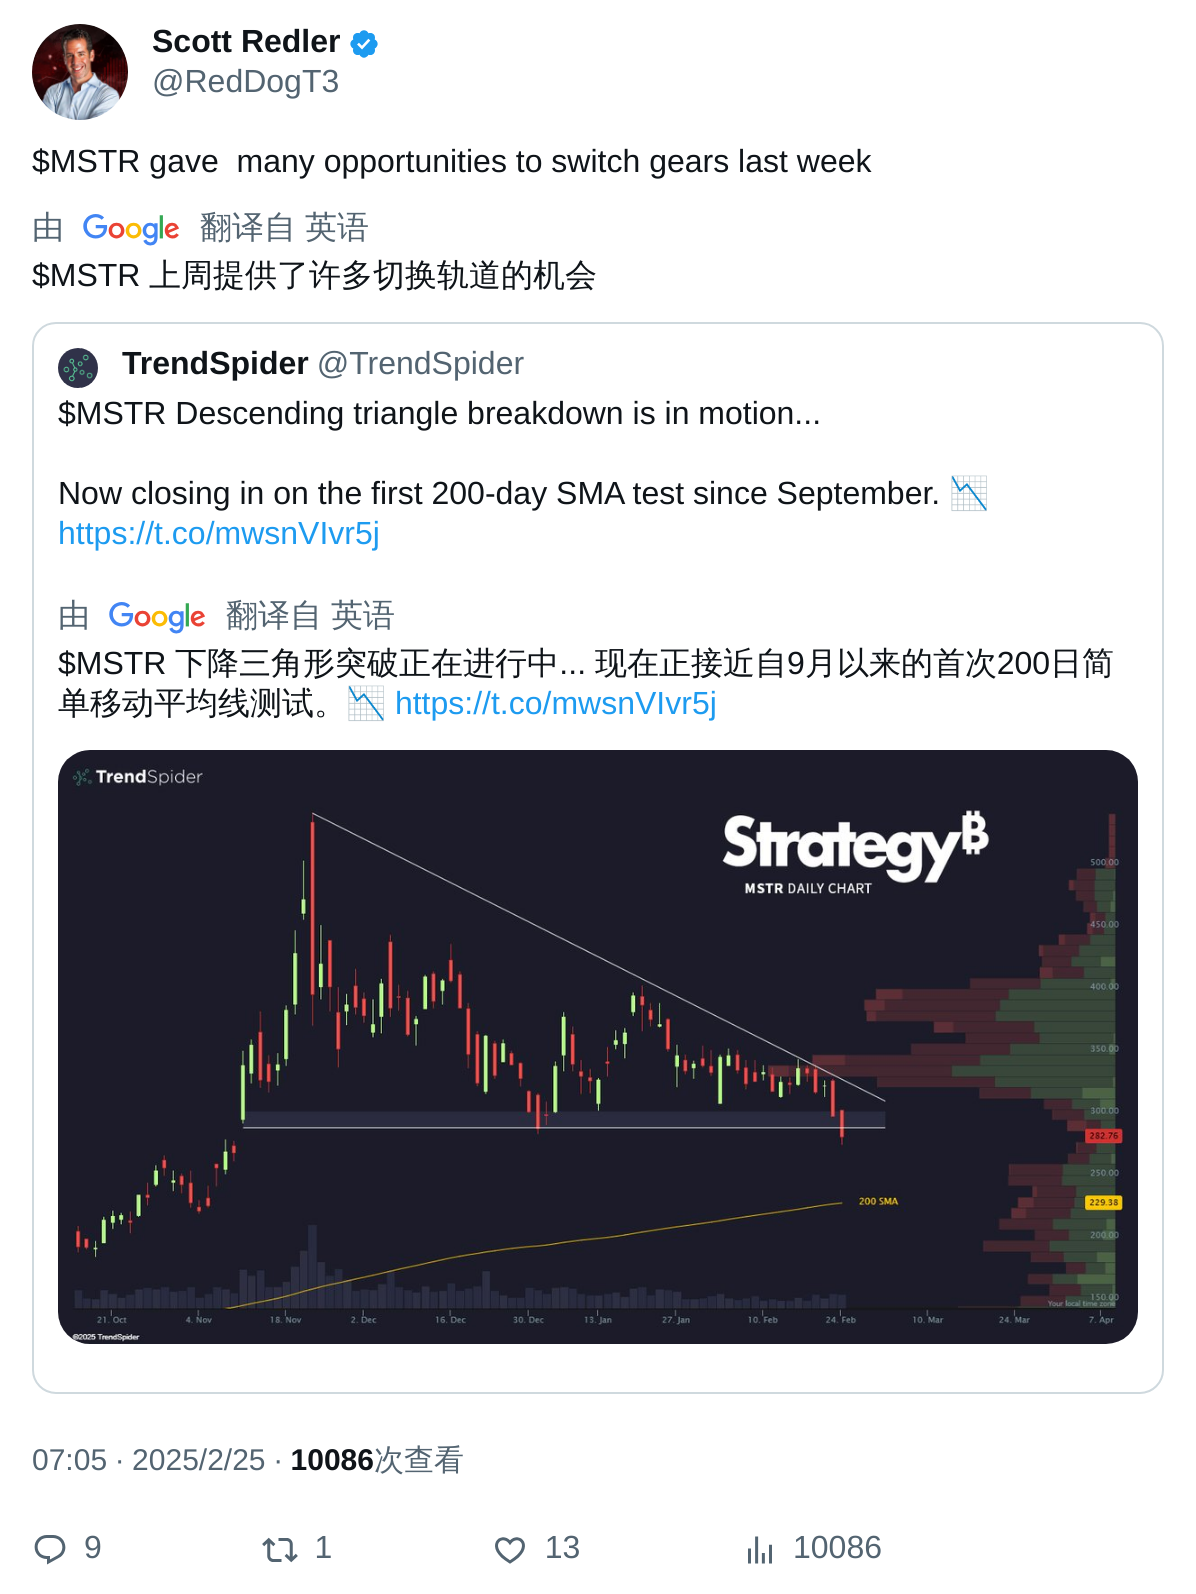 Scott Redler
@RedDogT3
$MSTR gave  many opportunities to switch gears last week
由 Google 翻译自 英语
$MSTR 上周提供了许多切换轨道的机会
TrendSpider @TrendSpider
$MSTR Descending triangle breakdown is in motion...
Now closing in on the first 200-day SMA test since September. 📉
https://t.co/mwsnVIvr5j
由 Google 翻译自 英语
$MSTR 下降三角形突破正在进行中... 现在正接近自9月以来的首次200日简
单移动平均线测试。📉 https://t.co/mwsnVIvr5j
TrendSpider
Strategy₿
MSTR DAILY CHART
500.00
450.00
400.00
350.00
300.00
282.76
250.00
200 SMA
229.38
200.00
150.00
Your local time zone
21. Oct 4. Nov 18. Nov 2. Dec 16. Dec 30. Dec 13. Jan 27. Jan 10. Feb 24. Feb 10. Mar 24. Mar 7. Apr
©2025 TrendSpider
07:05 · 2025/2/25 · 10086次查看
9 1 13 10086